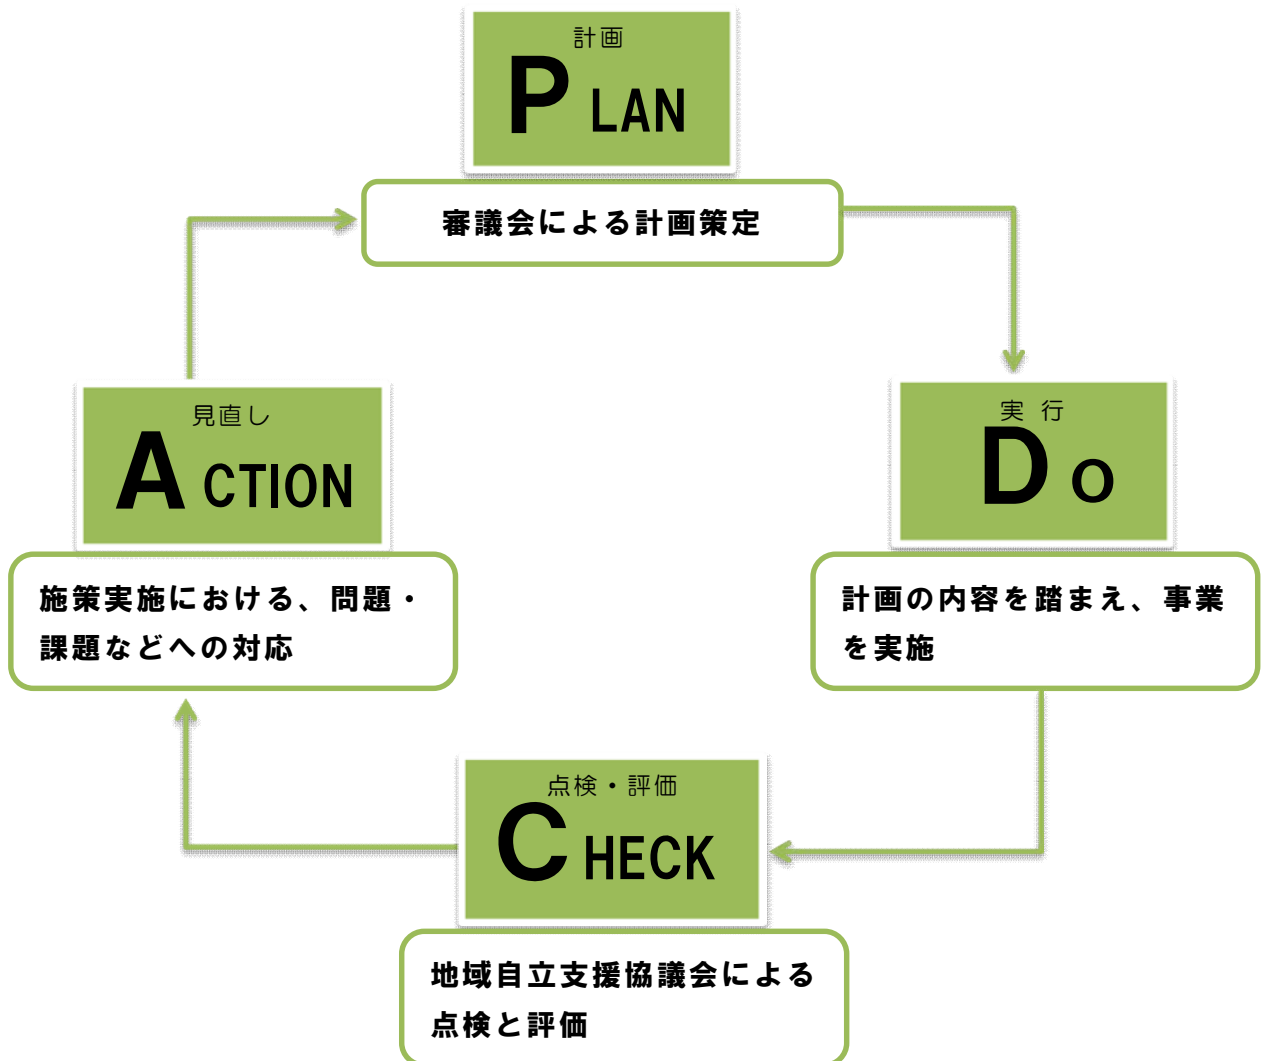 計画
PLAN
審議会による計画策定
見直し
ACTION
施策実施における、問題・
課題などへの対応
実 行
DO
計画の内容を踏まえ、事業
を実施
点検・評価
CHECK
地域自立支援協議会による
点検と評価